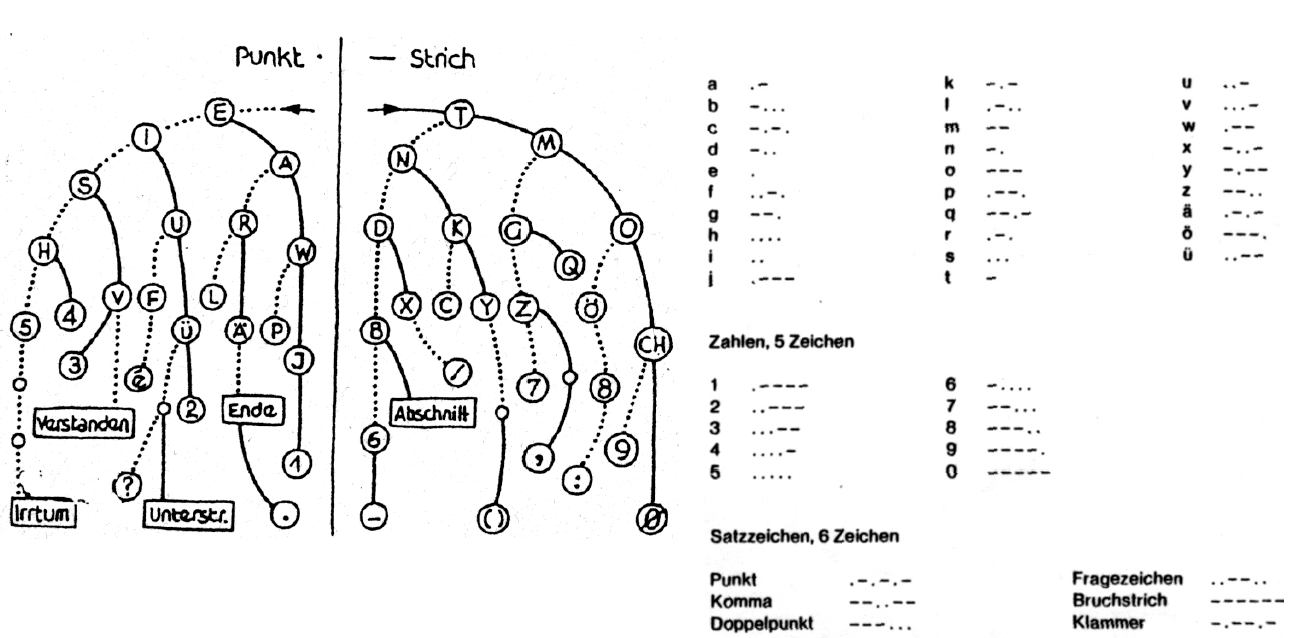 Punkt · — Strich
E T
I M
A N
S
U R D K G O
H W Q
V F L X C Y Z Ö
4
5 Ü Ä P B CH
J
3 é / 7 8
2
Verstanden Ende Abschnitt
6 9
1 , :
?
Irrtum Unterstr. . - () Ø
a .-
b -...
c -.-.
d -..
e .
f ..-.
g --.
h ....
i ..
j .---
k -.-
l .-..
m --
n -.
o ---
p .--.
q --.-
r .-.
s ...
t -
u ..-
v ...-
w .--
x -..-
y -.--
z --..
ä .-.-
ö ---.
ü ..--
Zahlen, 5 Zeichen
1 .----
2 ..---
3 ...--
4 ....-
5 .....
6 -....
7 --...
8 ---..
9 ----.
0 -----
Satzzeichen, 6 Zeichen
Punkt .-.-.-
Komma --..--
Doppelpunkt ---...
Fragezeichen ..--..
Bruchstrich ------
Klammer -.--.-